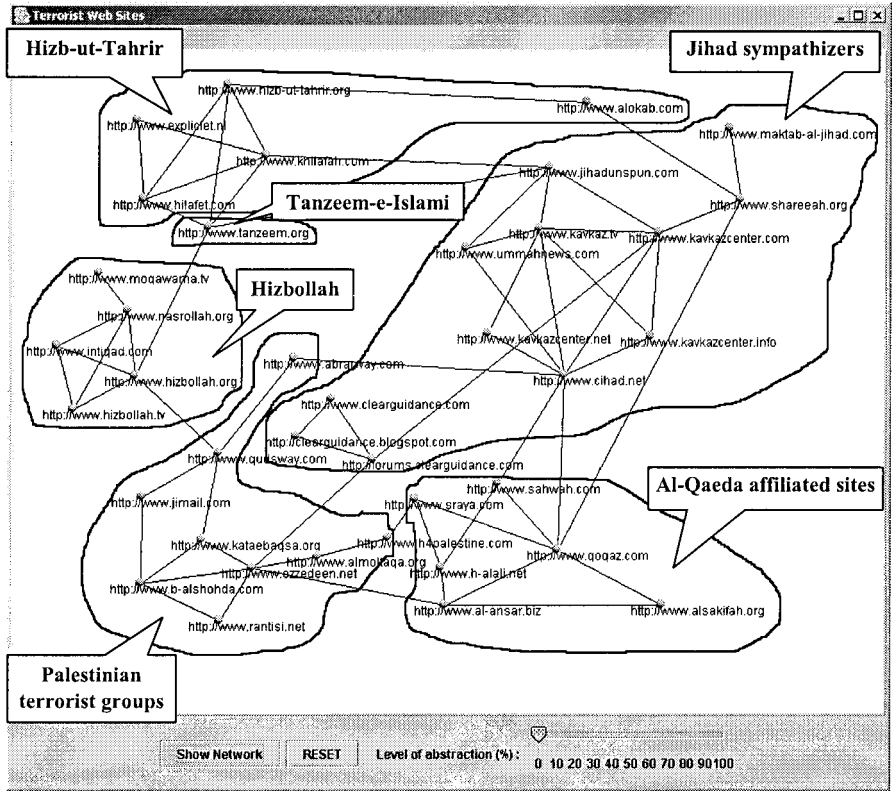 Terrorist Web Sites
Hizb-ut-Tahrir
Jihad sympathizers
http://www.hizb-ut-tahrir.org
http://www.alokab.com
http://www.expliciet.nl
http://www.maktab-al-jihad.com
http://www.khilafah.com
http://www.jihadunspun.com
http://www.hilafet.com
Tanzeem-e-Islami
http://www.shareeah.org
http://www.tanzeem.org
http://www.kavkaz.tv
http://www.kavkazcenter.com
http://www.ummahnews.com
http://www.moqawama.tv
Hizbollah
http://www.nasrollah.org
http://www.kavkazcenter.net
http://www.kavkazcenter.info
http://www.intiqad.com
http://www.abrarway.com
http://www.hizbollah.org
http://www.cihad.net
http://www.clearguidance.com
http://www.hizbollah.tv
http://clearguidance.blogspot.com
http://www.qudsway.com
http://forums.clearguidance.com
http://www.sahwah.com
Al-Qaeda affiliated sites
http://www.jimail.com
http://www.sraya.com
http://www.kataebaqsa.org
http://www.h4palestine.com
http://www.qoqaz.com
http://www.almoltaqa.org
http://www.ezzedeen.net
http://www.h-alali.net
http://www.b-alshohda.com
http://www.al-ansar.biz
http://www.alsakifah.org
http://www.rantisi.net
Palestinian
terrorist groups
Show Network
RESET
Level of abstraction (%) :
0 10 20 30 40 50 60 70 80 90 100